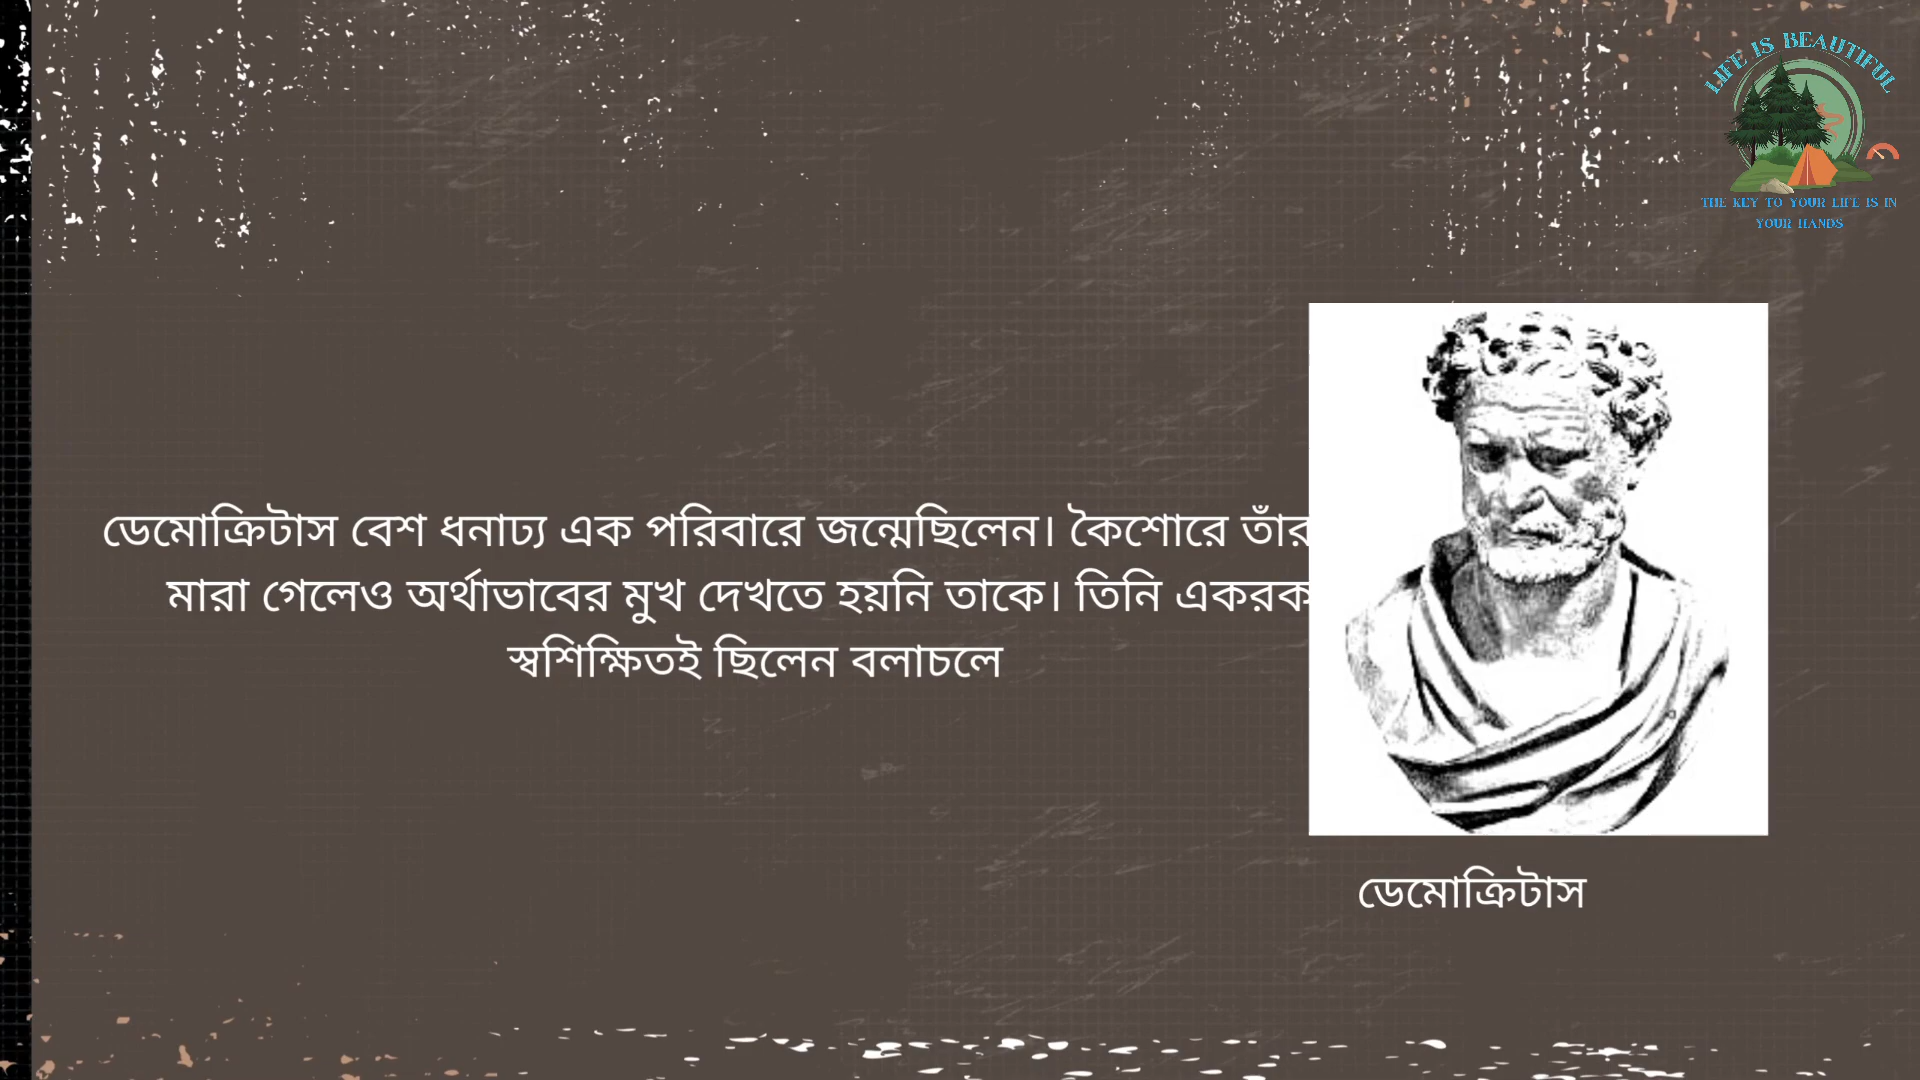 LIFE IS BEAUTIFUL
THE KEY TO YOUR LIFE IS IN
YOUR HANDS
ডেমোক্রিটাস বেশ ধনাঢ্য এক পরিবারে জন্মেছিলেন। কৈশোরে তাঁর
মারা গেলেও অর্থাভাবের মুখ দেখতে হয়নি তাকে। তিনি একরক
স্বশিক্ষিতই ছিলেন বলাচলে
ডেমোক্রিটাস